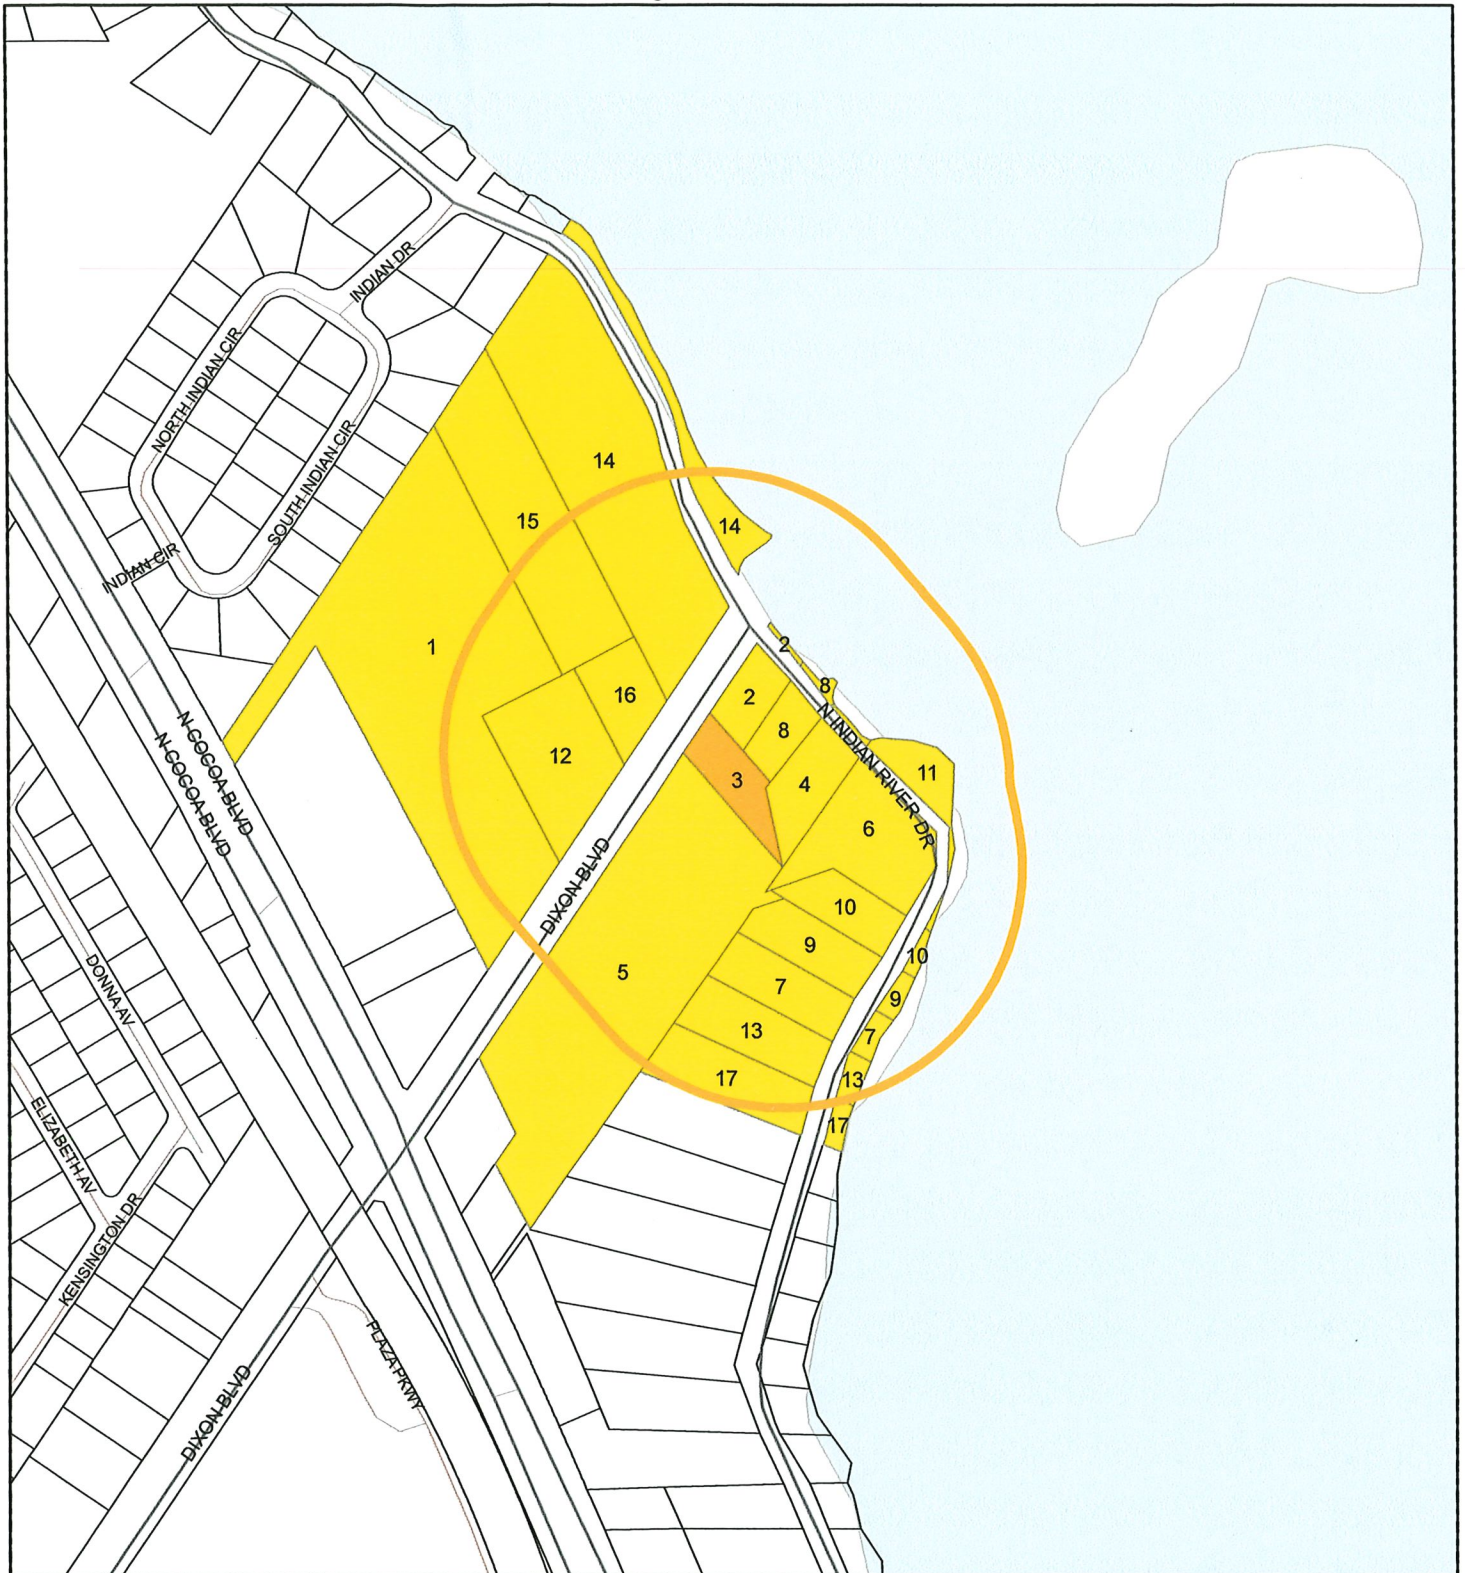 INDIAN DR
NORTH INDIAN CIR
SOUTH INDIAN CIR
INDIAN CIR
14
15
14
1
2
8
16
2
N INDIAN RIVER DR
8
12
3
4
11
6
N COCOA BLVD
N COCOA BLVD
DIXON BLVD
10
9
10
5
7
9
13
7
17
13
17
DONNA AV
ELIZABETH AV
KENSINGTON DR
PLAZA PKWY
DIXON BLVD